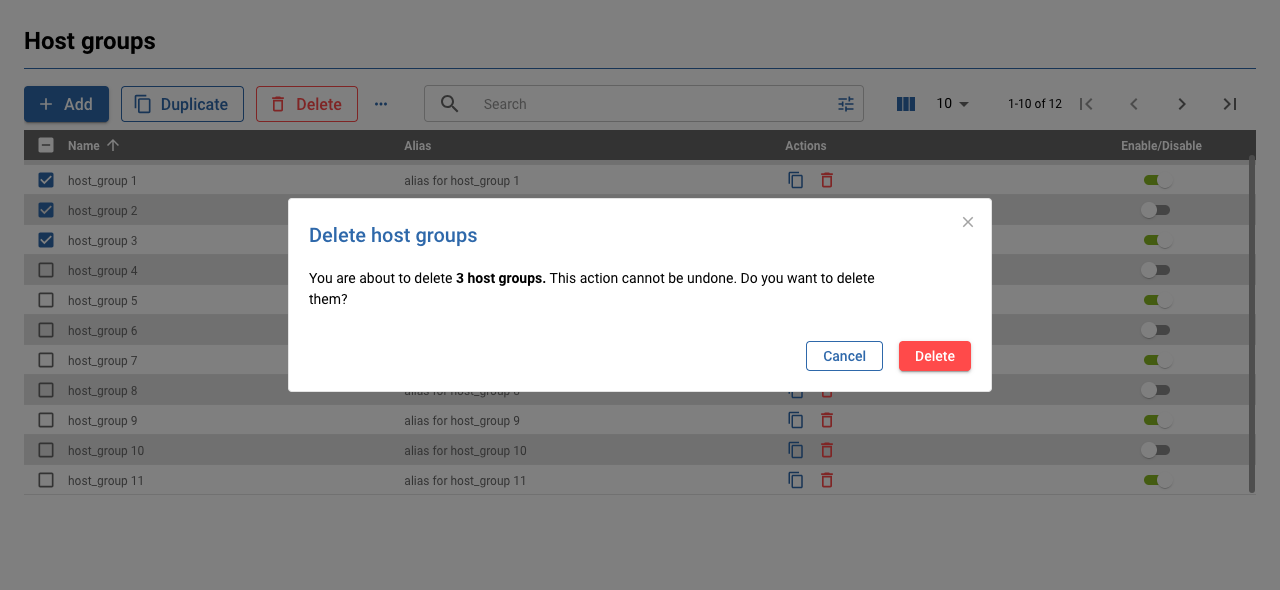 Host groups
Add Duplicate Delete Search 10 1-10 of 12
Name Alias Actions Enable/Disable
host_group 1 alias for host_group 1
host_group 2
host_group 3
Delete host groups
host_group 4
You are about to delete 3 host groups. This action cannot be undone. Do you want to delete
them?
host_group 5
host_group 6
host_group 7
Cancel Delete
host_group 8
host_group 9 alias for host_group 9
host_group 10 alias for host_group 10
host_group 11 alias for host_group 11